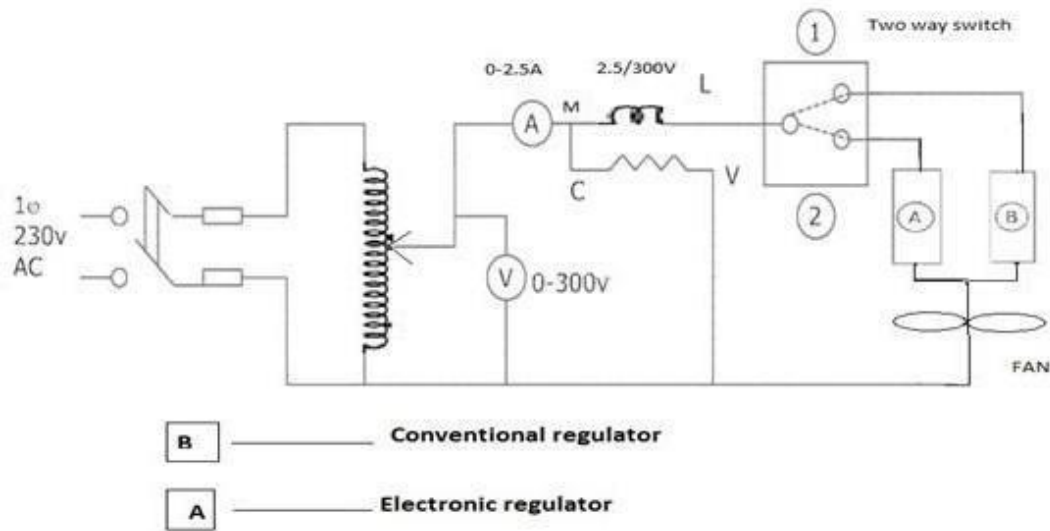 1
Two way switch
0-2.5A
2.5/300V
L
M
A
C
V
1ɸ
230v
AC
2
A
B
V
0-300v
FAN
B
Conventional regulator
A
Electronic regulator